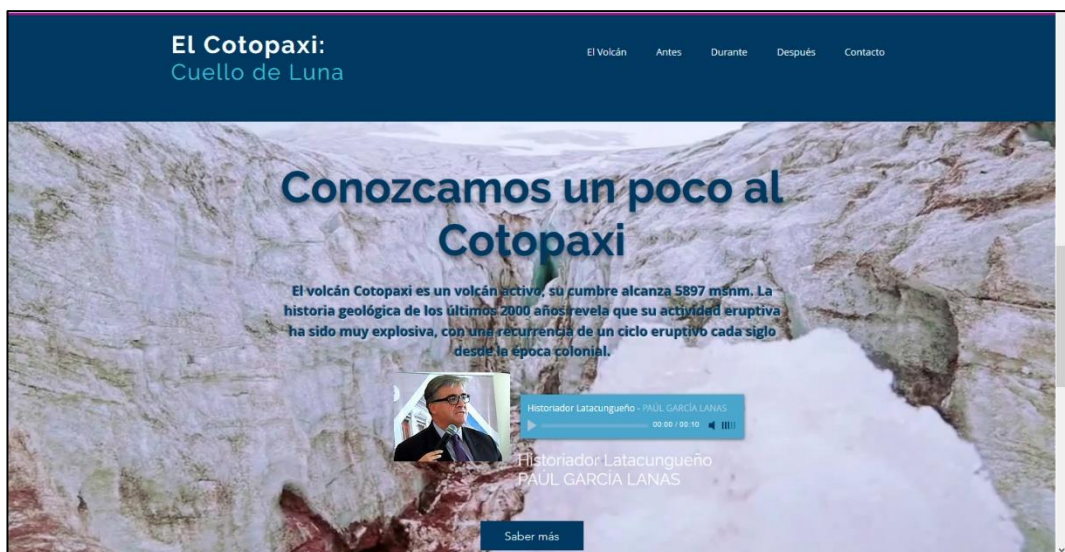 El Cotopaxi:
Cuello de Luna
El Volcán Antes Durante Después Contacto
Conozcamos un poco al
Cotopaxi
El volcán Cotopaxi es un volcán activo, su cumbre alcanza 5897 msnm. La
historia geológica de los últimos 2000 años revela que su actividad eruptiva
ha sido muy explosiva, con una recurrencia de un ciclo eruptivo cada siglo
desde la época colonial.
Historiador Latacungueño - PAÚL GARCÍA LANAS
00:00 / 00:10
Historiador Latacungueño
PAÚL GARCÍA LANAS
Saber más